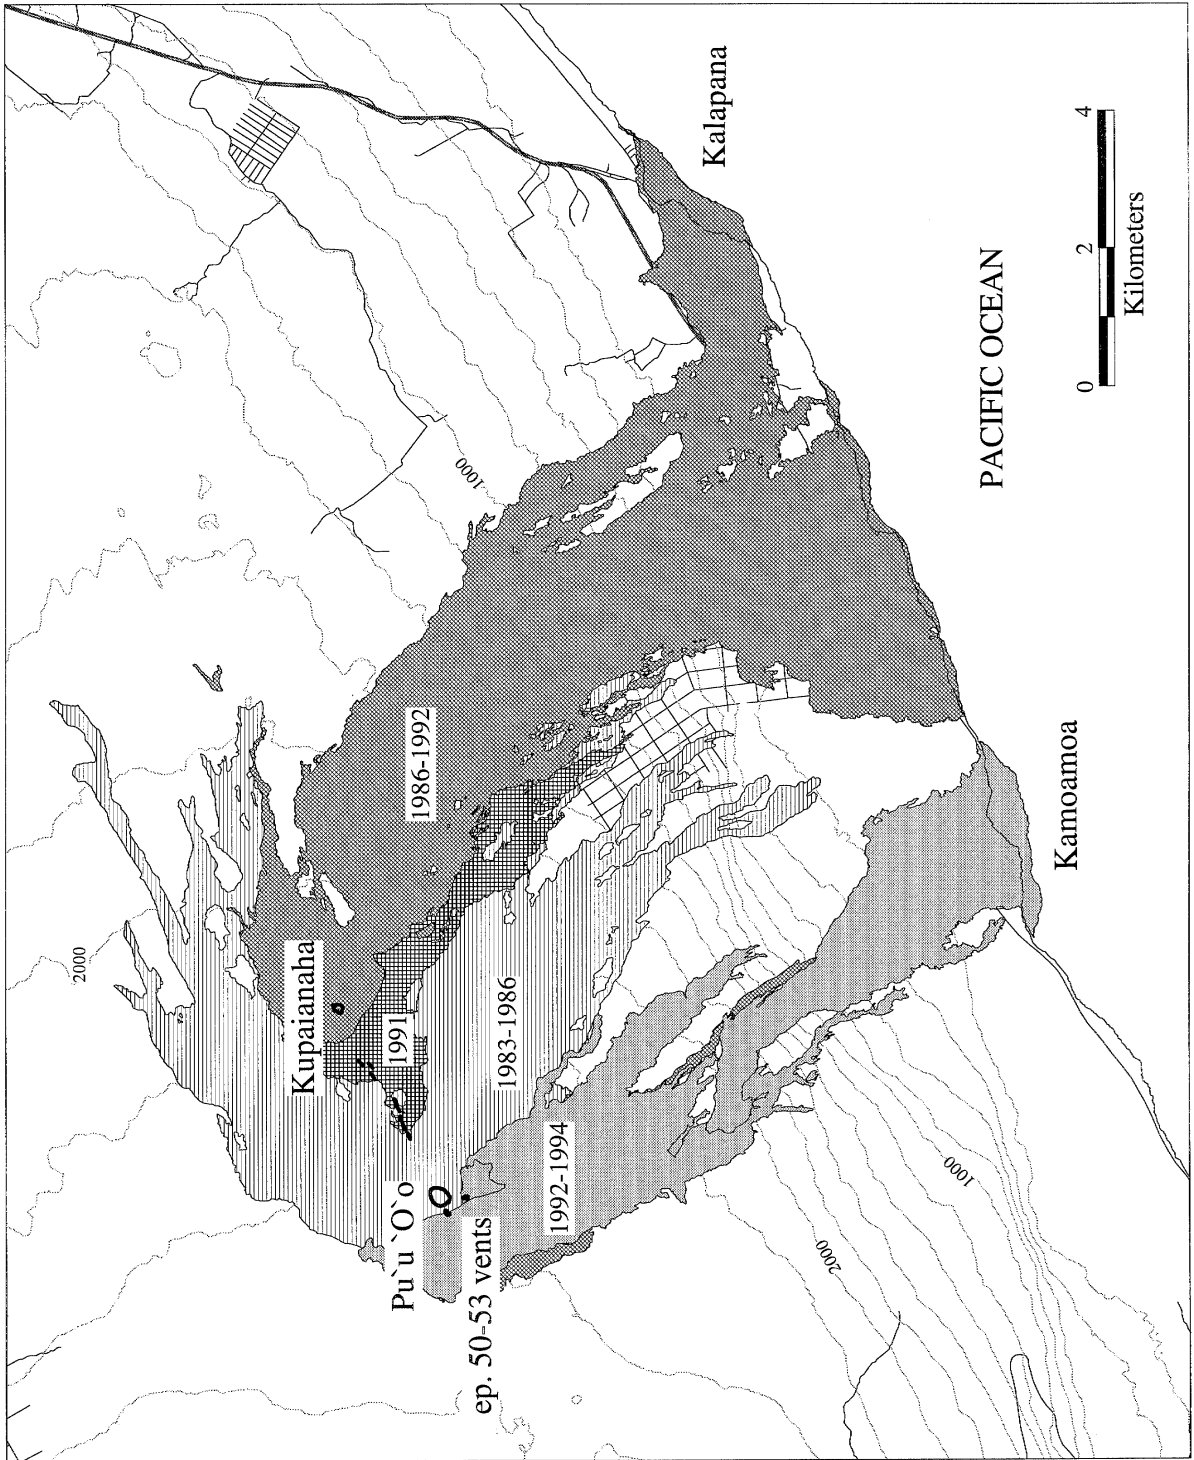 2000
Kupaianaha
1986-1992
1000
Kalapana
1991
Pu`u `O`o
1983-1986
ep. 50-53 vents
1992-1994
PACIFIC OCEAN
2000
1000
Kamoamoa
0 2 4
Kilometers